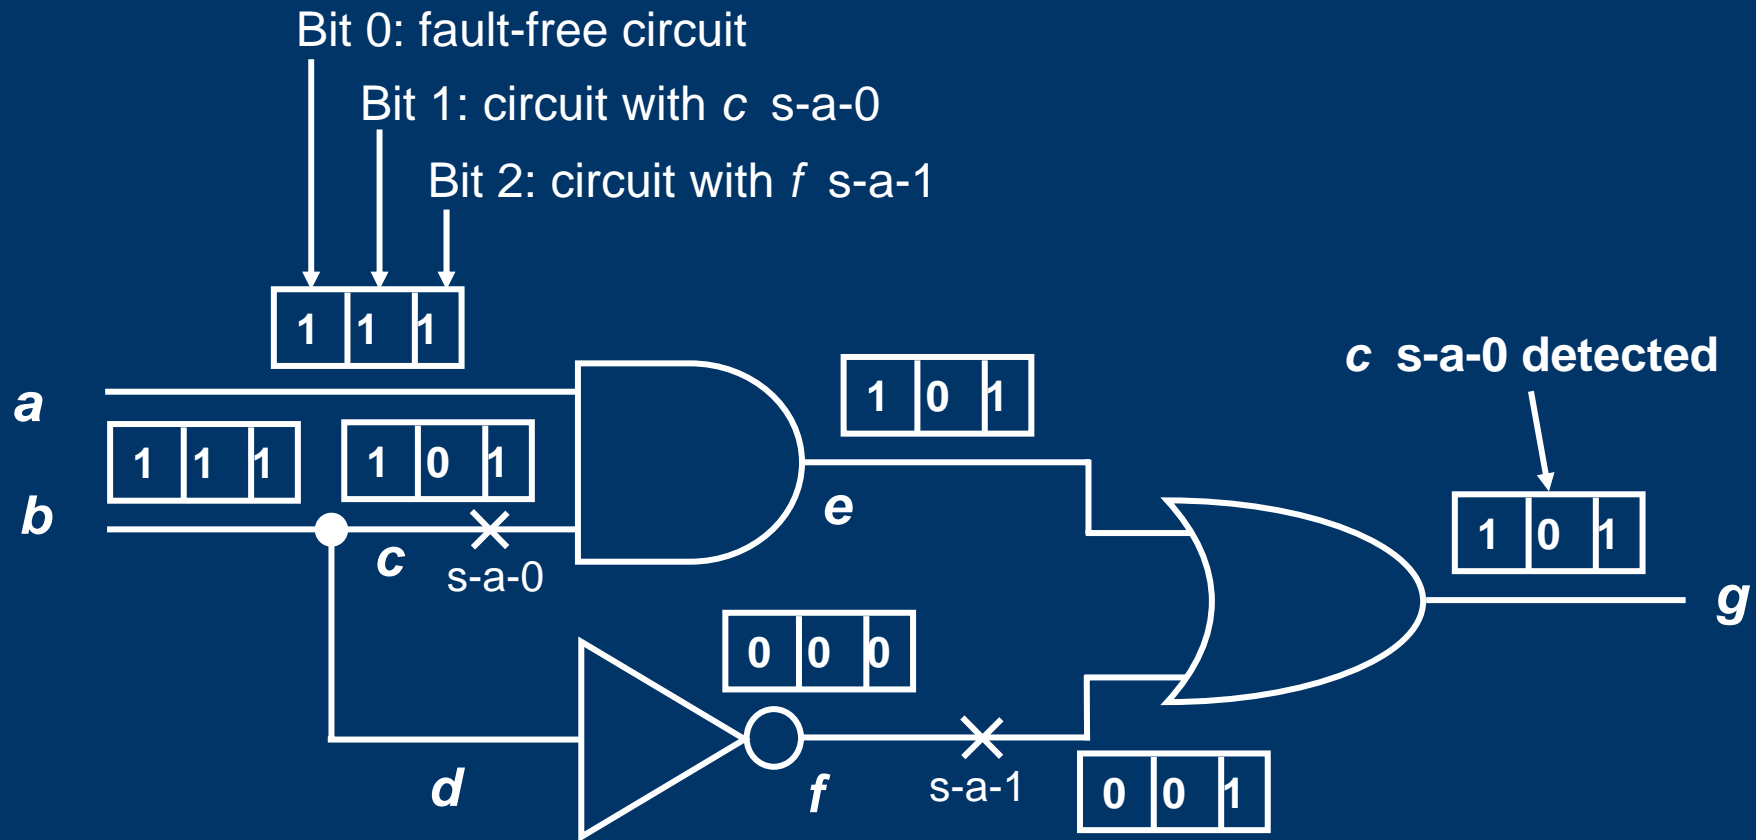 Bit 0: fault-free circuit
Bit 1: circuit with c s-a-0
Bit 2: circuit with f s-a-1
1 1 1
c s-a-0 detected
a
1 0 1
1 1 1
1 0 1
b
e
1 0 1
c
s-a-0
g
0 0 0
d
f
s-a-1
0 0 1